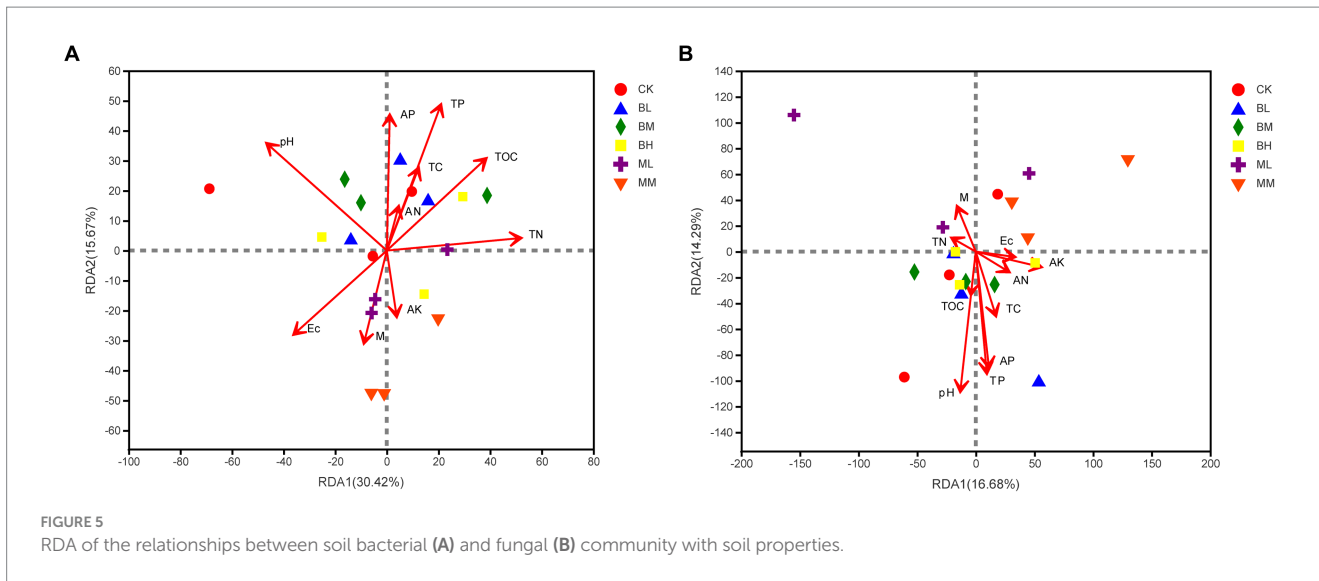 A
60
50
40
30
20
10
0
-10
-20
-30
-40
-50
-60
RDA2(15.87%)
-100
-80
-60
-40
-20
0
20
40
60
80
RDA1(30.42%)
pH
AP
TP
TC
TOC
AN
TN
AK
M
Ec
CK
BL
BM
BH
ML
MM
B
140
120
100
80
60
40
20
0
-20
-40
-60
-80
-100
-120
-140
RDA2(14.29%)
-200
-150
-100
-50
0
50
100
150
200
RDA1(16.68%)
M
TN
Ec
AK
AN
TOC
TC
AP
TP
pH
CK
BL
BM
BH
ML
MM
FIGURE 5
RDA of the relationships between soil bacterial (A) and fungal (B) community with soil properties.